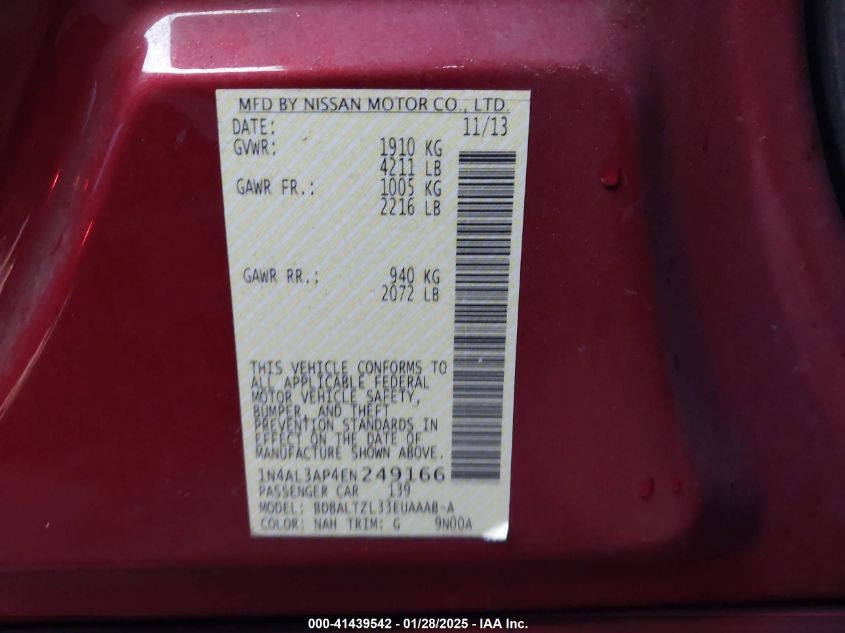 MFD BY NISSAN MOTOR CO., LTD.
DATE: 11/13
GVWR: 1910 KG
4211 LB
GAWR FR.: 1005 KG
2216 LB
GAWR RR.: 940 KG
2072 LB
THIS VEHICLE CONFORMS TO
ALL APPLICABLE FEDERAL
MOTOR VEHICLE SAFETY,
BUMPER, AND THEFT
PREVENTION STANDARDS IN
EFFECT ON THE DATE OF
MANUFACTURE SHOWN ABOVE.
1N4AL3AP4EN249166
PASSENGER CAR 139
MODEL: BDBALTZL33EUAAAB-A
COLOR: NAH TRIM: G 9N00A
000-41439542 - 01/28/2025 - IAA Inc.